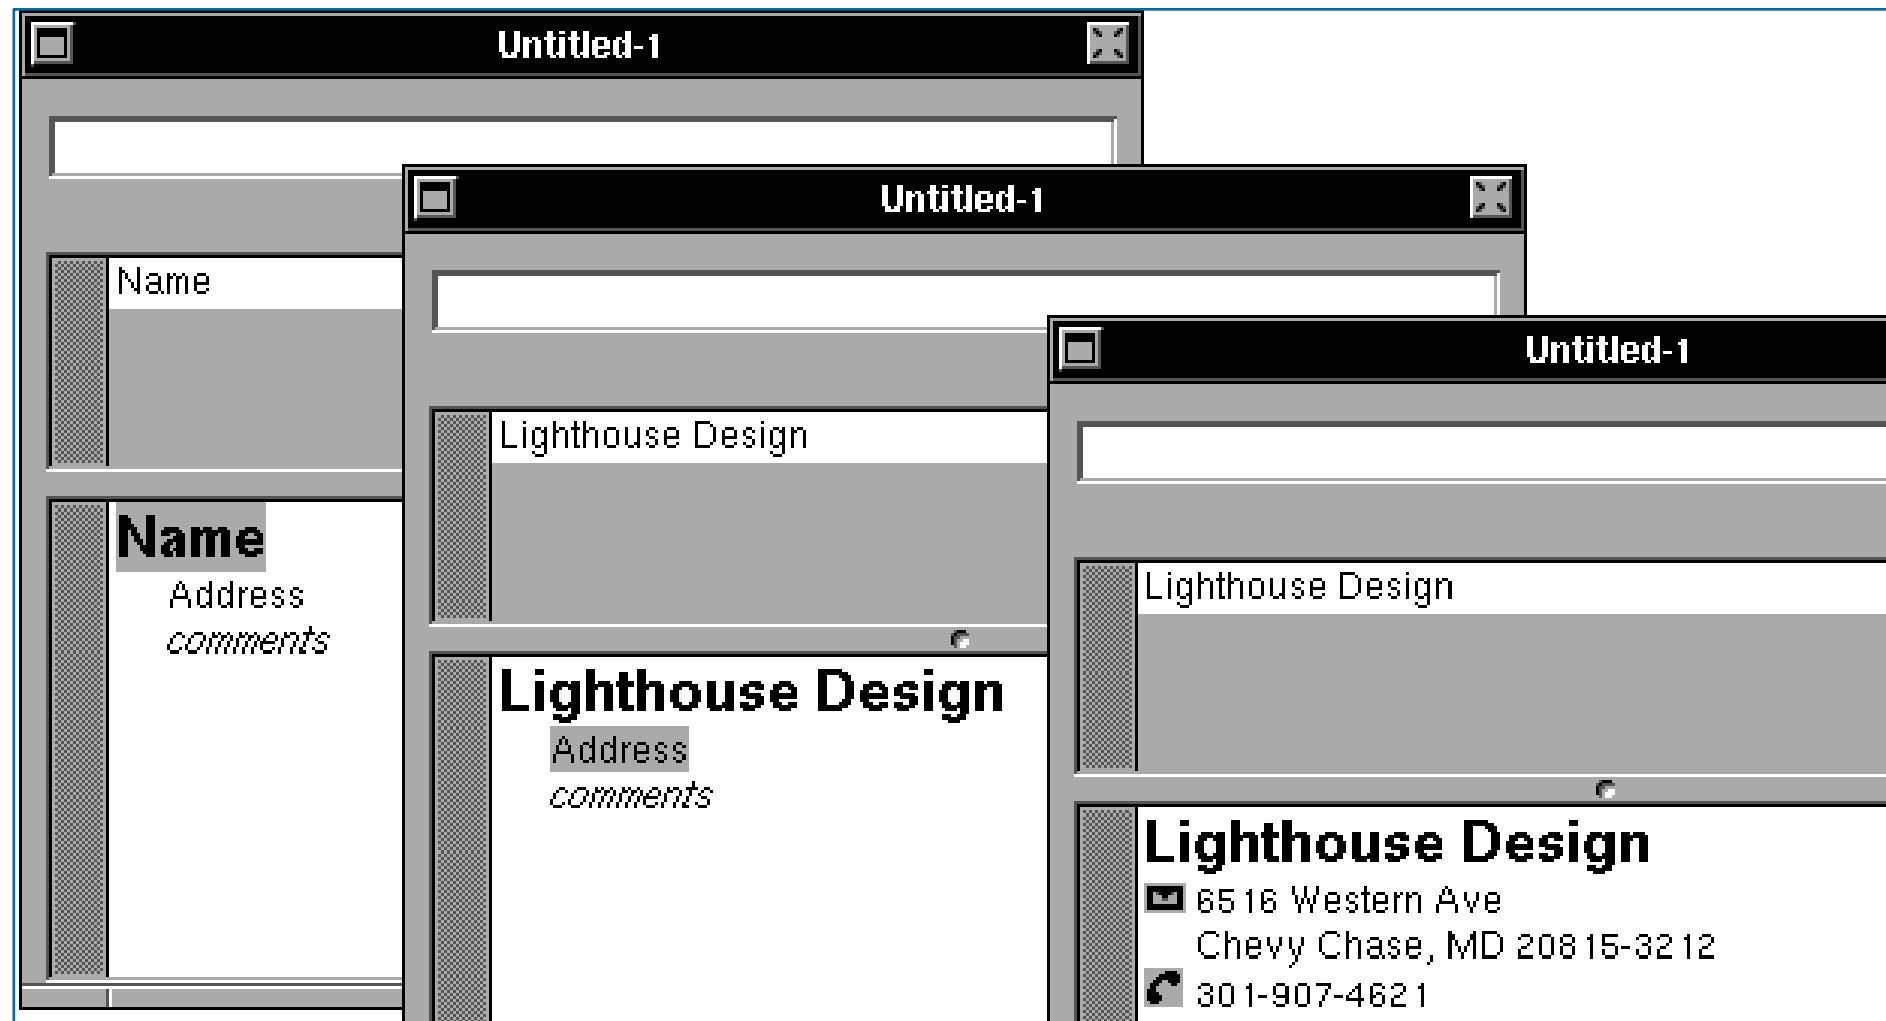 Untitled-1
Name
Name
Address
comments
Untitled-1
Lighthouse Design
Lighthouse Design
Address
comments
Untitled-1
Lighthouse Design
Lighthouse Design
6516 Western Ave
Chevy Chase, MD 20815-3212
301-907-4621